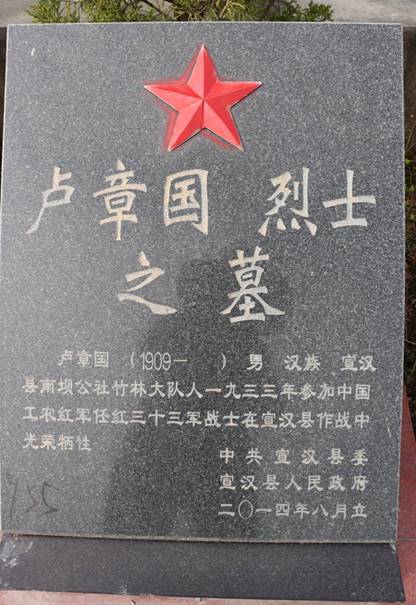 卢章国 烈士
之墓
卢章国 (1909— ) 男 汉族 宣汉
县南坝公社竹林大队人一九三三年参加中国
工农红军任红三十三军战士在宣汉县作战中
光荣牺牲
中共宣汉县委
宣汉县人民政府
二〇一四年八月立
135